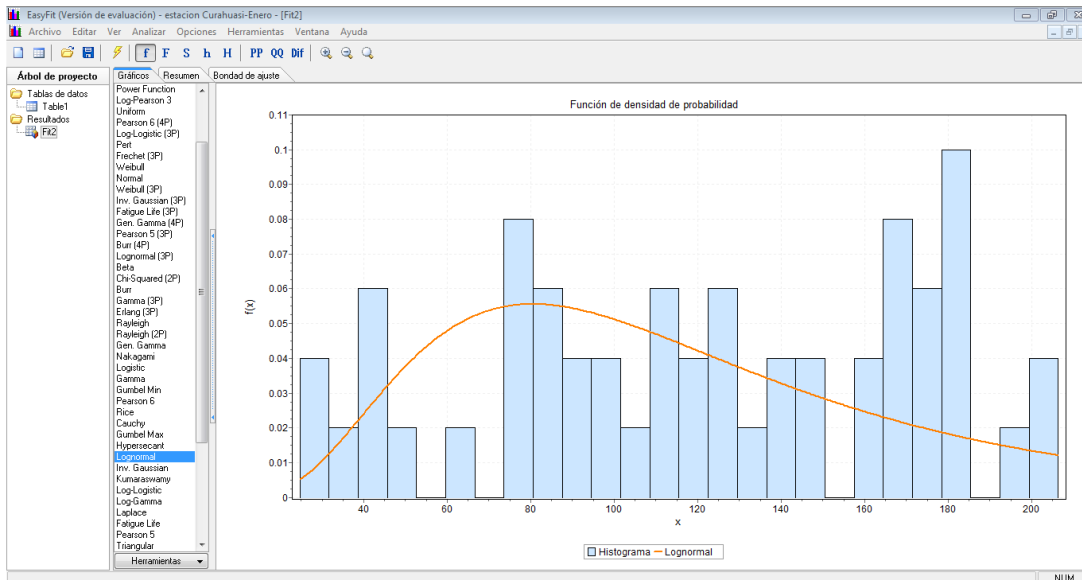 EasyFit (Versión de evaluación) - estacion Curahuasi-Enero - [Fit2]
Archivo Editar Ver Analizar Opciones Herramientas Ventana Ayuda
f F S h H PP QQ Dif
Árbol de proyecto
Tablas de datos
Table1
Resultados
Fit2
Gráficos Resumen Bondad de ajuste
Power Function
Log-Pearson 3
Uniform
Pearson 6 (4P)
Log-Logistic (3P)
Pert
Frechet (3P)
Weibull
Normal
Weibull (3P)
Inv. Gaussian (3P)
Fatigue Life (3P)
Gen. Gamma (4P)
Pearson 5 (3P)
Burr (4P)
Lognormal (3P)
Beta
Chi-Squared (2P)
Burr
Gamma (3P)
Erlang (3P)
Rayleigh
Rayleigh (2P)
Gen. Gamma
Nakagami
Logistic
Gamma
Gumbel Min
Pearson 6
Rice
Cauchy
Gumbel Max
Hypersecant
Lognormal
Inv. Gaussian
Kumaraswamy
Log-Logistic
Log-Gamma
Laplace
Fatigue Life
Pearson 5
Triangular
Herramientas
Función de densidad de probabilidad
0.11
0.1
0.09
0.08
0.07
0.06
0.05
0.04
0.03
0.02
0.01
0
f(x)
40 60 80 100 120 140 160 180 200
x
Histograma Lognormal
NUM